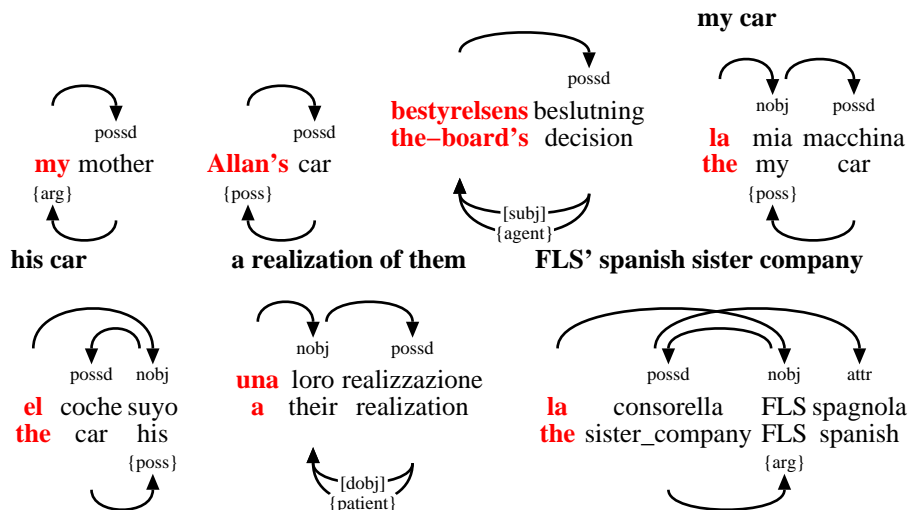 my car
possd
my mother
{arg}
possd
Allan's car
{poss}
possd
bestyrelsens beslutning
the–board's decision
[subj]
{agent}
nobj possd
la mia macchina
the my car
{poss}
his car
a realization of them
FLS' spanish sister company
possd nobj
el coche suyo
the car his
{poss}
nobj possd
una loro realizzazione
a their realization
[dobj]
{patient}
possd nobj attr
la consorella FLS spagnola
the sister_company FLS spanish
{arg}